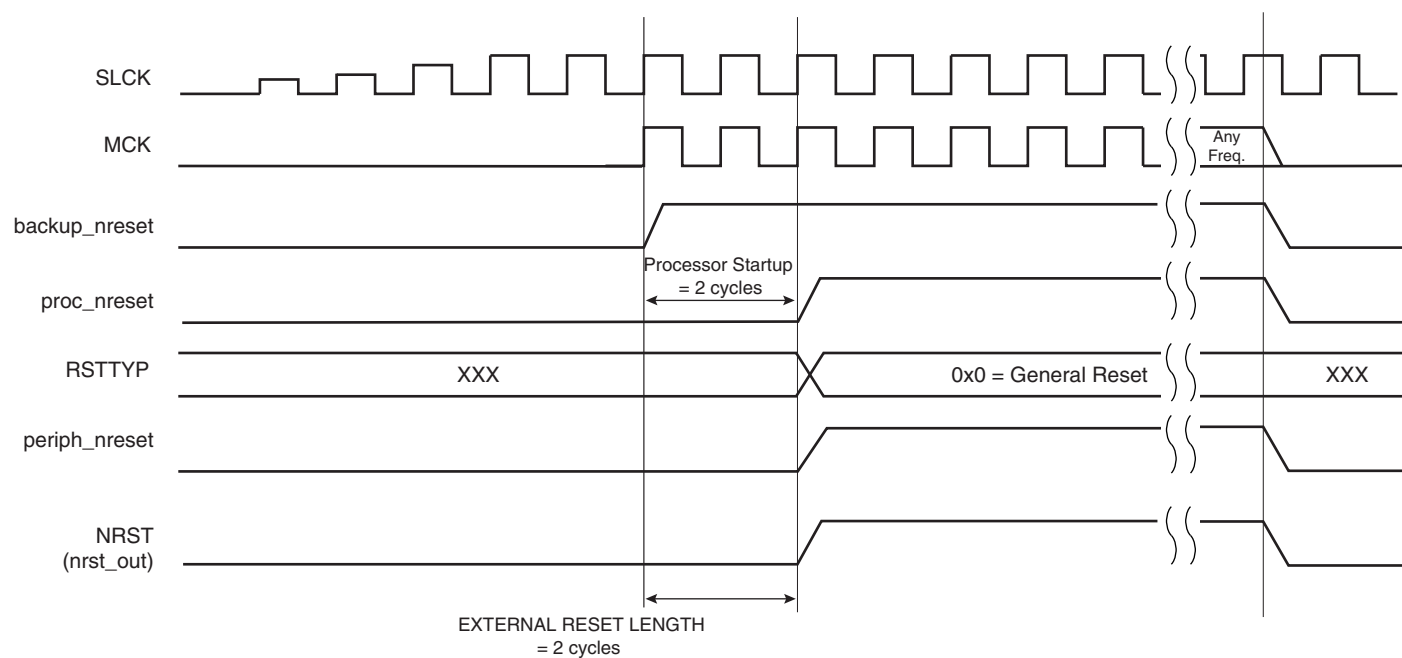 SLCK
MCK
Any
Freq.
backup_nreset
Processor Startup
= 2 cycles
proc_nreset
RSTTYP
XXX
0x0 = General Reset
XXX
periph_nreset
NRST
(nrst_out)
EXTERNAL RESET LENGTH
= 2 cycles